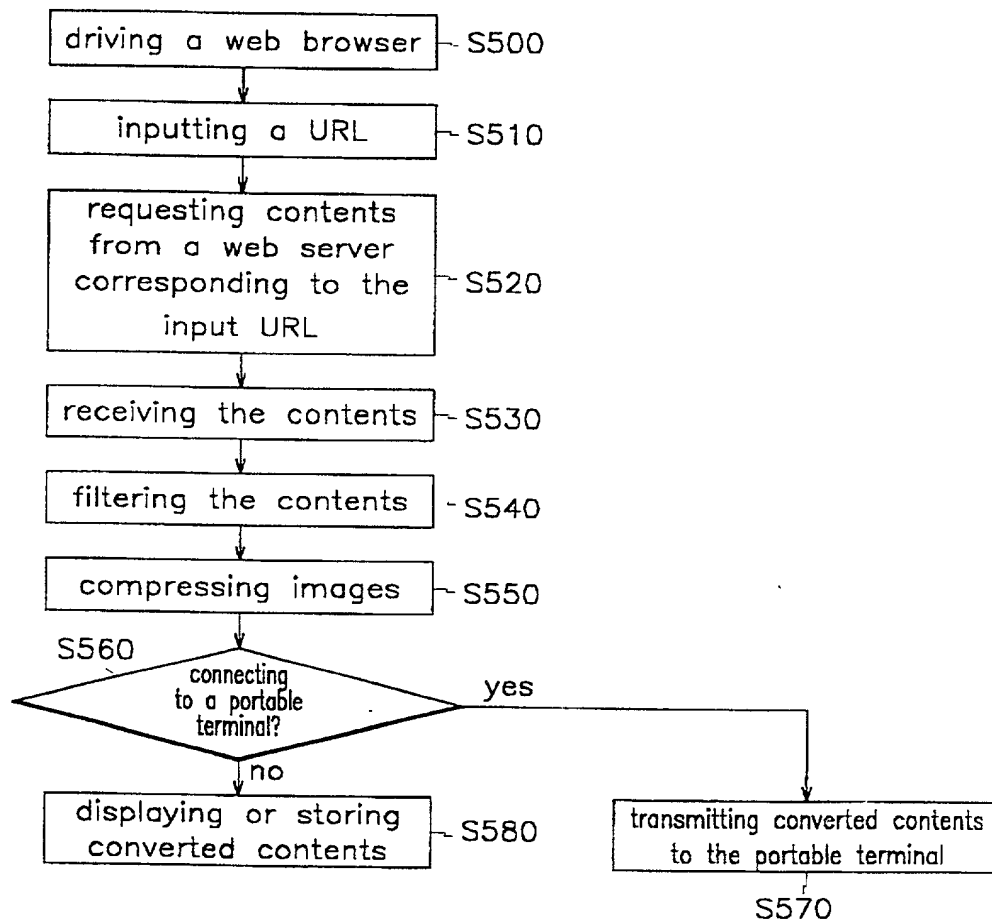 driving a web browser
S500
inputting a URL
S510
requesting contents
from a web server
corresponding to the
input URL
S520
receiving the contents
S530
filtering the contents
S540
compressing images
S550
S560
connecting
to a portable
terminal?
yes
no
displaying or storing
converted contents
S580
transmitting converted contents
to the portable terminal
S570